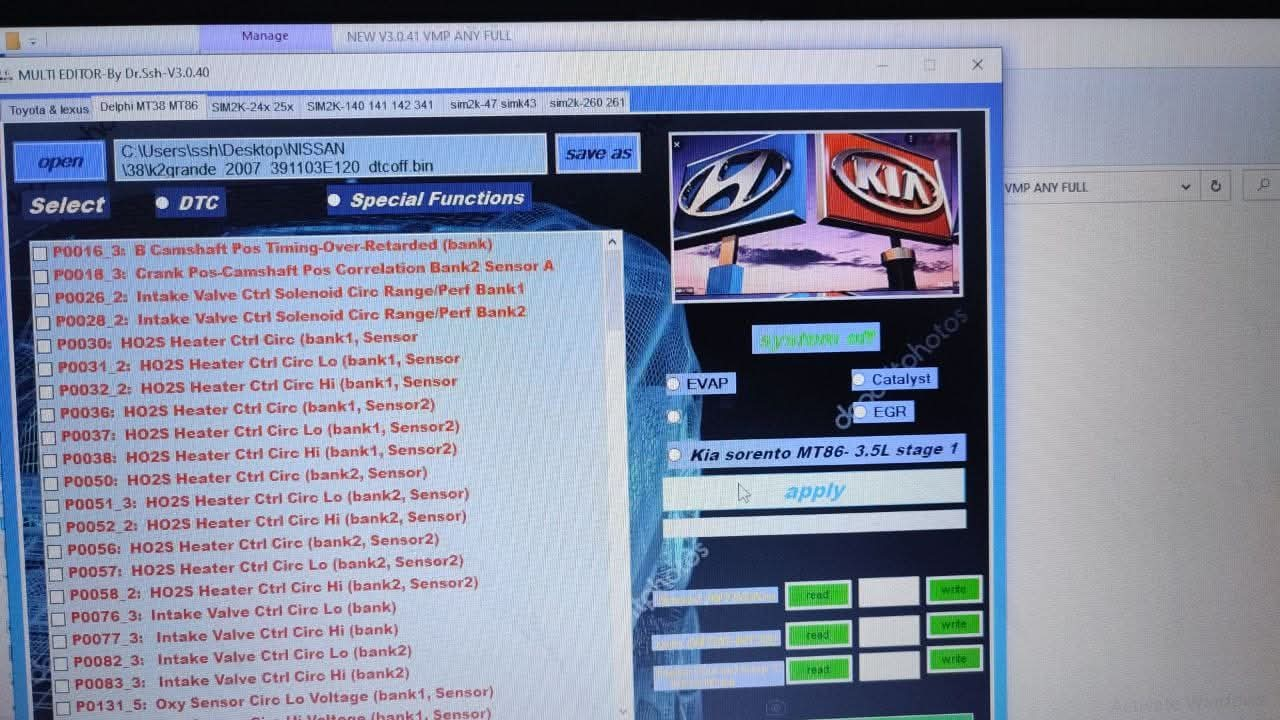 Manage
NEW V3.0.41 VMP ANY FULL
MULTI EDITOR-By Dr.Ssh-V3.0.40
Toyota & lexus Delphi MT38 MT86 SIM2K-24x 25x SIM2K-140 141 142 341 sim2k-47 simk43 sim2k-260 261
open
C:\Users\ssh\Desktop\NISSAN
\38\k2grande_2007_391103E120_dtcoff.bin
save as
KIA
VMP ANY FULL
Select
DTC
Special Functions
P0016_3: B Camshaft Pos Timing-Over-Retarded (bank)
P0018_3: Crank Pos-Camshaft Pos Correlation Bank2 Sensor A
P0026_2: Intake Valve Ctrl Solenoid Circ Range/Perf Bank1
P0028_2: Intake Valve Ctrl Solenoid Circ Range/Perf Bank2
P0030: HO2S Heater Ctrl Circ (bank1, Sensor
P0031_2: HO2S Heater Ctrl Circ Lo (bank1, Sensor
P0032_2: HO2S Heater Ctrl Circ Hi (bank1, Sensor
P0036: HO2S Heater Ctrl Circ (bank1, Sensor2)
P0037: HO2S Heater Ctrl Circ Lo (bank1, Sensor2)
P0038: HO2S Heater Ctrl Circ Hi (bank1, Sensor2)
P0050: HO2S Heater Ctrl Circ (bank2, Sensor)
P0051_3: HO2S Heater Ctrl Circ Lo (bank2, Sensor)
P0052_2: HO2S Heater Ctrl Circ Hi (bank2, Sensor)
P0056: HO2S Heater Ctrl Circ (bank2, Sensor2)
P0057: HO2S Heater Ctrl Circ Lo (bank2, Sensor2)
P0058_2: HO2S Heater Ctrl Circ Hi (bank2, Sensor2)
P0076_3: Intake Valve Ctrl Circ Lo (bank)
P0077_3: Intake Valve Ctrl Circ Hi (bank)
P0082_3: Intake Valve Ctrl Circ Lo (bank2)
P0083_3: Intake Valve Ctrl Circ Hi (bank2)
P0131_5: Oxy Sensor Circ Lo Voltage (bank1, Sensor)
Circ Hi Voltage (bank1, Sensor)
system off
EVAP
Catalyst
EGR
Kia sorento MT86- 3.5L stage 1
apply
depositphotos
read
write
read
write
read
write
Activate Windows